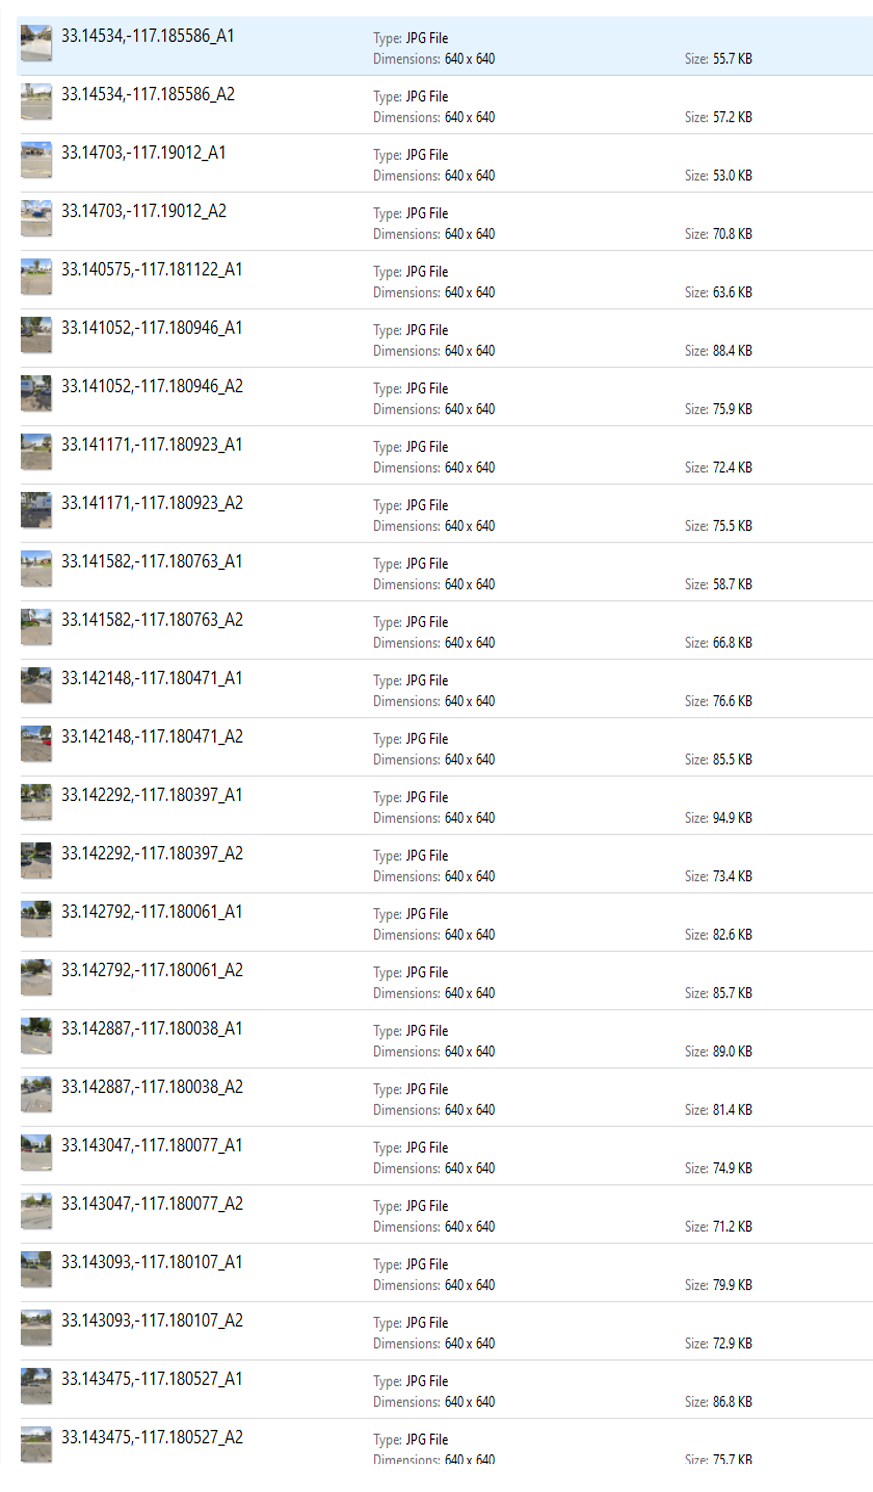 33.14534,-117.185586_A1
Type: JPG File
Dimensions: 640 x 640 Size: 55.7 KB
33.14534,-117.185586_A2
Type: JPG File
Dimensions: 640 x 640 Size: 57.2 KB
33.14703,-117.19012_A1
Type: JPG File
Dimensions: 640 x 640 Size: 53.0 KB
33.14703,-117.19012_A2
Type: JPG File
Dimensions: 640 x 640 Size: 70.8 KB
33.140575,-117.181122_A1
Type: JPG File
Dimensions: 640 x 640 Size: 63.6 KB
33.141052,-117.180946_A1
Type: JPG File
Dimensions: 640 x 640 Size: 88.4 KB
33.141052,-117.180946_A2
Type: JPG File
Dimensions: 640 x 640 Size: 75.9 KB
33.141171,-117.180923_A1
Type: JPG File
Dimensions: 640 x 640 Size: 72.4 KB
33.141171,-117.180923_A2
Type: JPG File
Dimensions: 640 x 640 Size: 75.5 KB
33.141582,-117.180763_A1
Type: JPG File
Dimensions: 640 x 640 Size: 58.7 KB
33.141582,-117.180763_A2
Type: JPG File
Dimensions: 640 x 640 Size: 66.8 KB
33.142148,-117.180471_A1
Type: JPG File
Dimensions: 640 x 640 Size: 76.6 KB
33.142148,-117.180471_A2
Type: JPG File
Dimensions: 640 x 640 Size: 85.5 KB
33.142292,-117.180397_A1
Type: JPG File
Dimensions: 640 x 640 Size: 94.9 KB
33.142292,-117.180397_A2
Type: JPG File
Dimensions: 640 x 640 Size: 73.4 KB
33.142792,-117.180061_A1
Type: JPG File
Dimensions: 640 x 640 Size: 82.6 KB
33.142792,-117.180061_A2
Type: JPG File
Dimensions: 640 x 640 Size: 85.7 KB
33.142887,-117.180038_A1
Type: JPG File
Dimensions: 640 x 640 Size: 89.0 KB
33.142887,-117.180038_A2
Type: JPG File
Dimensions: 640 x 640 Size: 81.4 KB
33.143047,-117.180077_A1
Type: JPG File
Dimensions: 640 x 640 Size: 74.9 KB
33.143047,-117.180077_A2
Type: JPG File
Dimensions: 640 x 640 Size: 71.2 KB
33.143093,-117.180107_A1
Type: JPG File
Dimensions: 640 x 640 Size: 79.9 KB
33.143093,-117.180107_A2
Type: JPG File
Dimensions: 640 x 640 Size: 72.9 KB
33.143475,-117.180527_A1
Type: JPG File
Dimensions: 640 x 640 Size: 86.8 KB
33.143475,-117.180527_A2
Type: JPG File
Dimensions: 640 x 640 Size: 75.7 KB